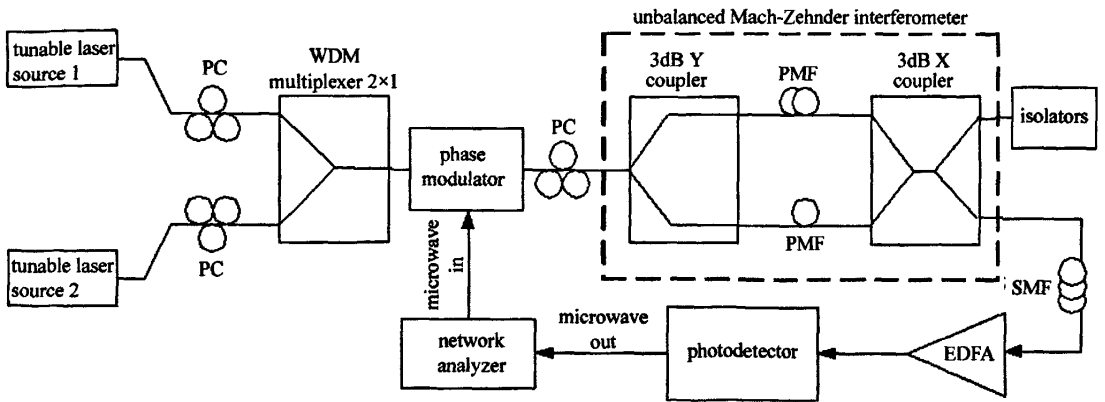 unbalanced Mach-Zehnder interferometer
tunable laser
source 1
PC
WDM
multiplexer 2×1
3dB Y
coupler
PMF
3dB X
coupler
isolators
phase
modulator
PC
tunable laser
source 2
PC
microwave
in
PMF
SMF
network
analyzer
microwave
out
photodetector
EDFA